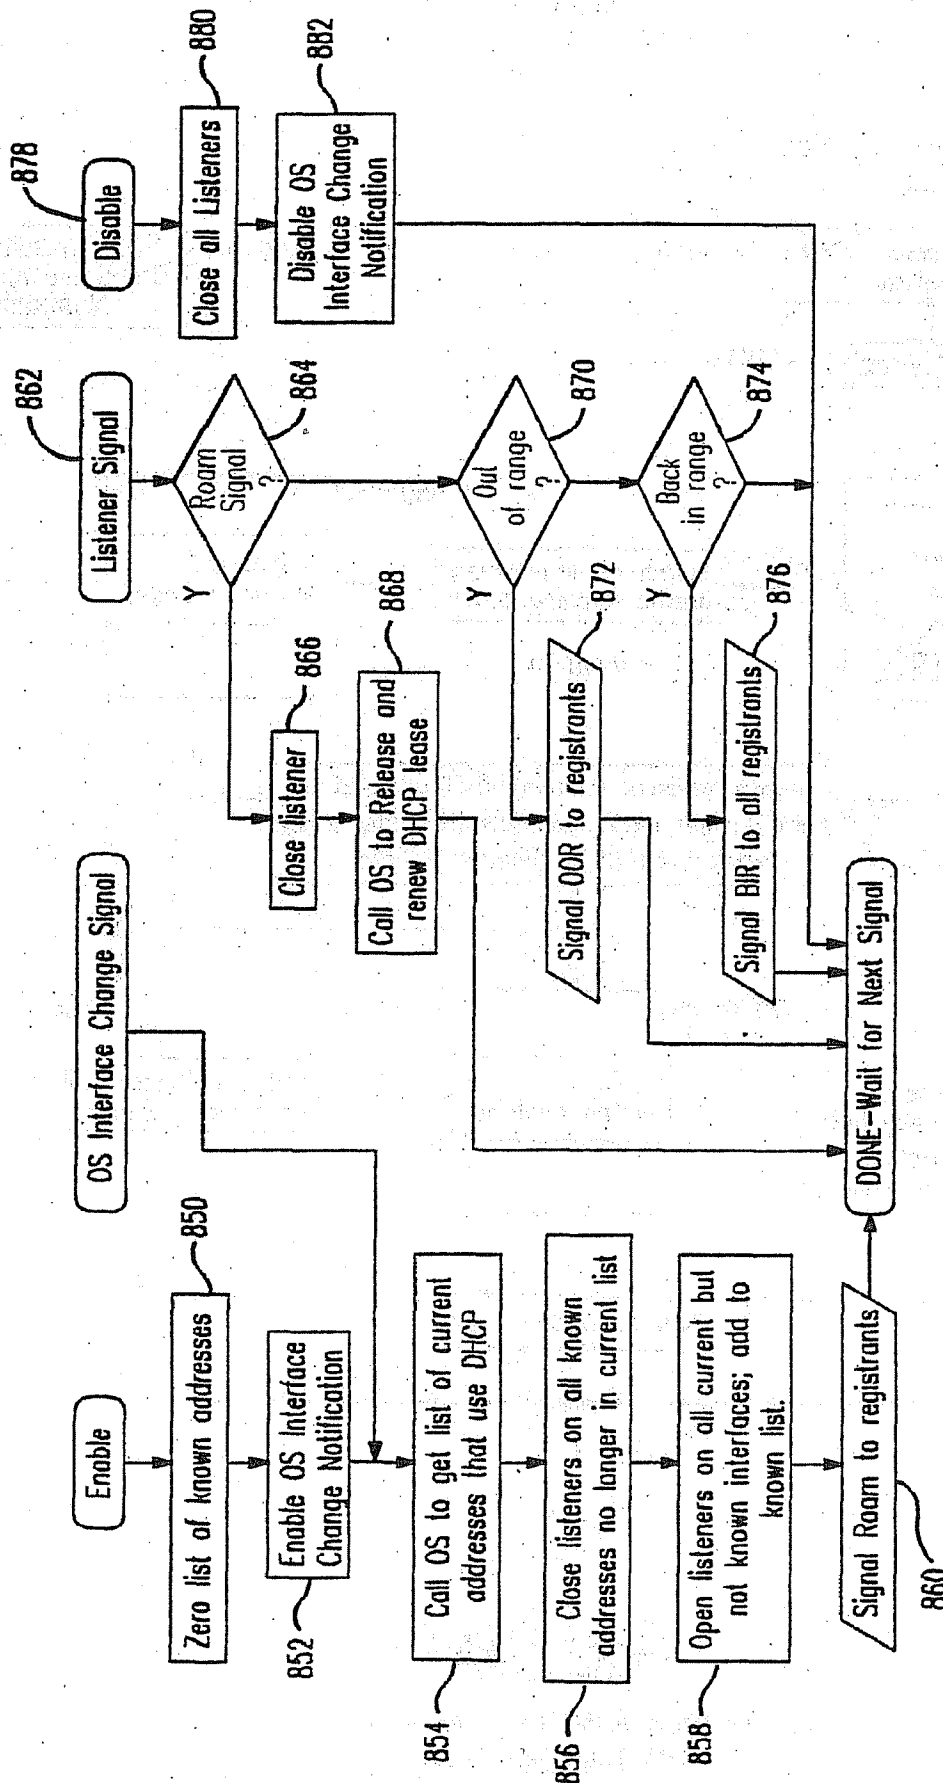 Enable
Zero list of known addresses
850
Enable OS Interface
Change Notification
852
Call OS to get list of current
addresses that use DHCP
854
Close listeners on all known
addresses no longer in current list
856
Open listeners on all current but
not known interfaces; add to
known list.
858
Signal Roam to registrants
860
OS Interface Change Signal
Listener Signal
862
Roam
Signal
?
864
Y
Close listener
866
Call OS to Release and
renew DHCP lease
868
Out
of range
?
870
Y
Signal OOR to registrants
872
Back
in range
?
874
Y
Signal BIR to all registrants
876
Disable
878
Close all Listeners
880
Disable OS
Interface Change
Notification
882
DONE-Wait for Next Signal